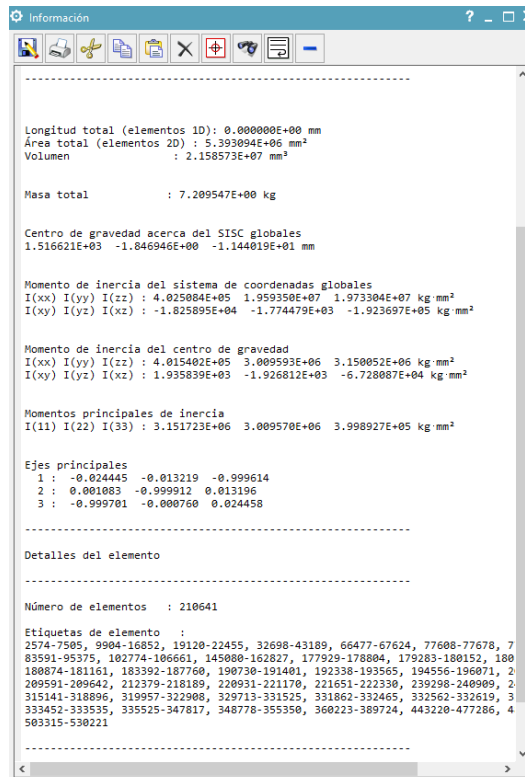 Información
------------------------------------------------------------
Longitud total (elementos 1D): 0.000000E+00 mm
Área total (elementos 2D) : 5.393094E+06 mm²
Volumen : 2.158573E+07 mm³
Masa total : 7.209547E+00 kg
Centro de gravedad acerca del SISC globales
1.516621E+03 -1.846946E+00 -1.144019E+01 mm
Momento de inercia del sistema de coordenadas globales
I(xx) I(yy) I(zz) : 4.025084E+05 1.959350E+07 1.973304E+07 kg·mm²
I(xy) I(yz) I(xz) : -1.825895E+04 -1.774479E+03 -1.923697E+05 kg·mm²
Momento de inercia del centro de gravedad
I(xx) I(yy) I(zz) : 4.015402E+05 3.009593E+06 3.150052E+06 kg·mm²
I(xy) I(yz) I(xz) : 1.935839E+03 -1.926812E+03 -6.728087E+04 kg·mm²
Momentos principales de inercia
I(11) I(22) I(33) : 3.151723E+06 3.009570E+06 3.998927E+05 kg·mm²
Ejes principales
1 : -0.024445 -0.013219 -0.999614
2 : 0.001083 -0.999912 0.013196
3 : -0.999701 -0.000760 0.024458
------------------------------------------------------------
Detalles del elemento
------------------------------------------------------------
Número de elementos : 210641
Etiquetas de elemento :
2574-7505, 9904-16852, 19120-22455, 32698-43189, 66477-67624, 77608-77678, 7
83591-95375, 102774-106661, 145080-162827, 177929-178804, 179283-180152, 180
180874-181161, 183392-187760, 190730-191401, 192338-193565, 194556-196071, 2
209591-209642, 212379-218189, 220931-221170, 221651-222330, 239298-240909, 2
315141-318896, 319957-322908, 329713-331525, 331862-332465, 332562-332619, 3
333452-333535, 335525-347817, 348778-355350, 360223-389724, 443220-477286, 4
503315-530221
------------------------------------------------------------